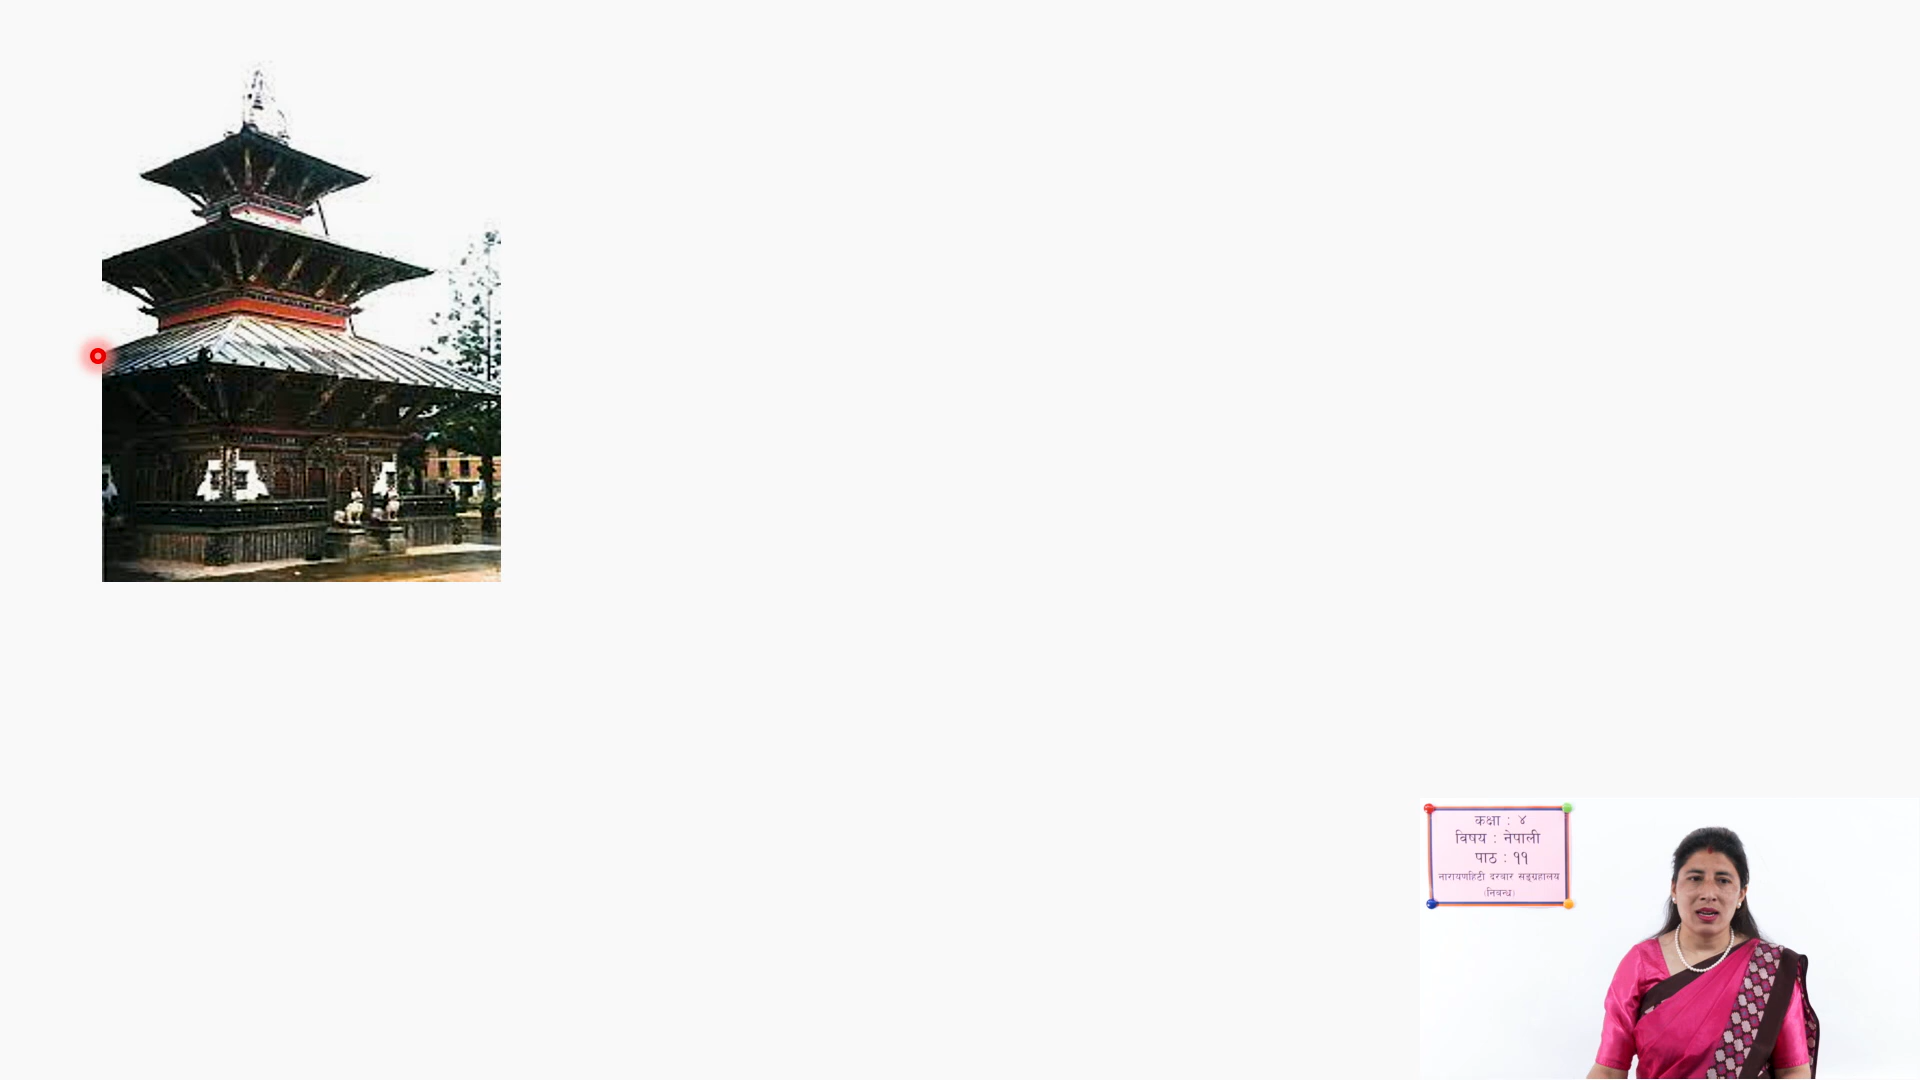 कक्षा : ४
विषय : नेपाली
पाठ : ११
नारायणहिटी दरबार सङ्ग्रहालय
(निबन्ध)